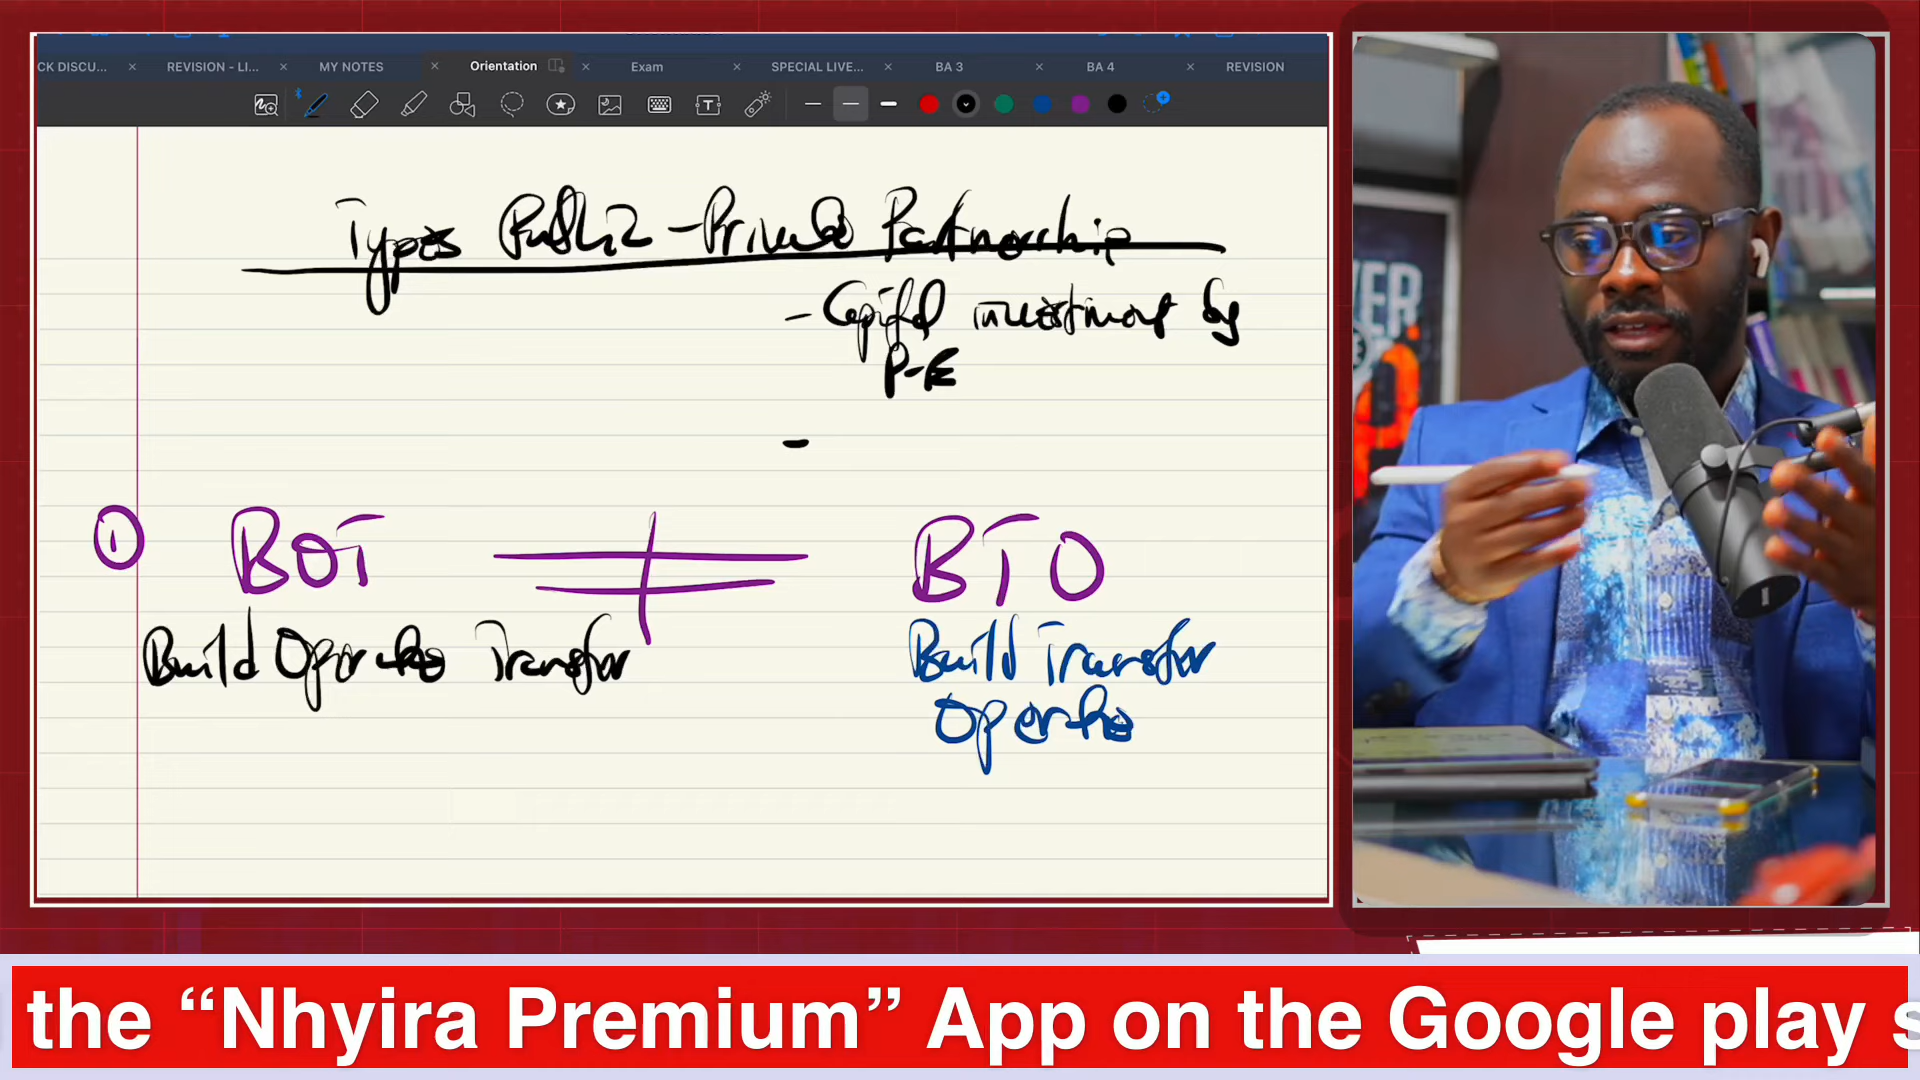 CK DISCU... REVISION - LI... MY NOTES Orientation Exam SPECIAL LIVE... BA 3 BA 4 REVISION
Types Public-Private Partnership
- Capital investment by
P-E
-
① BOT ≠ BTO
Build Operate Transfer
Build Transfer
Operate
the “Nhyira Premium” App on the Google play s